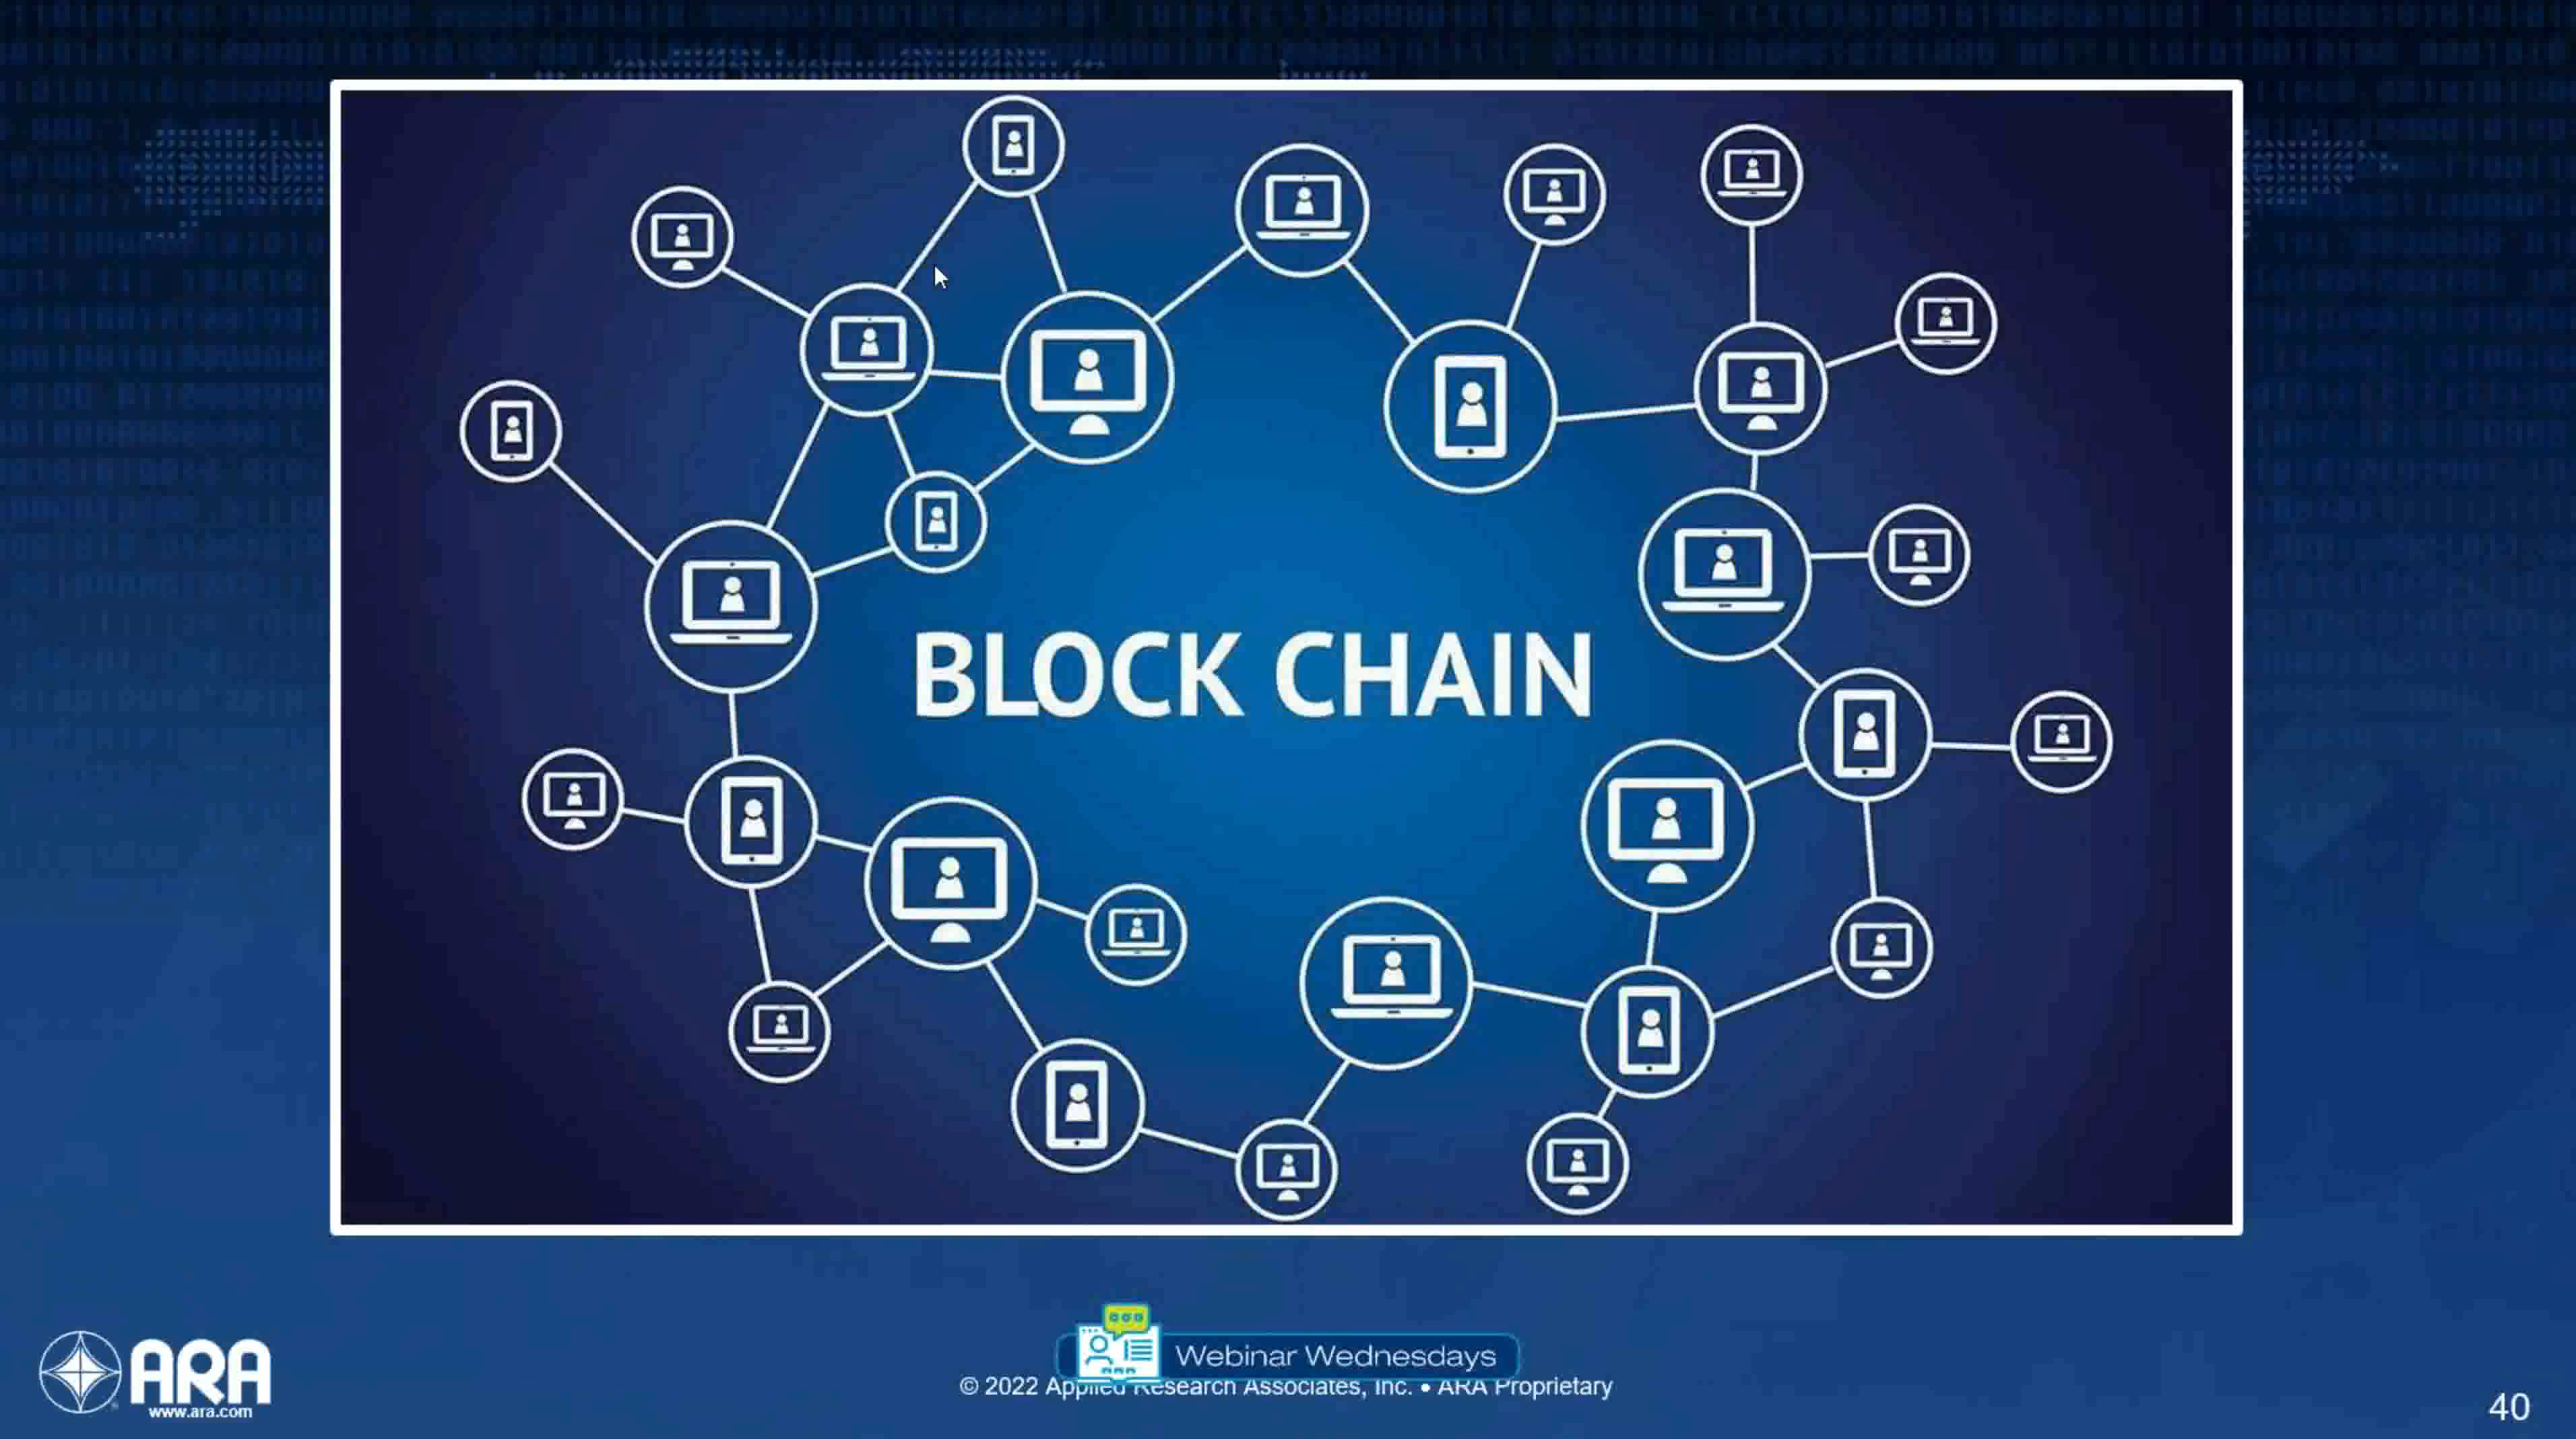 BLOCK CHAIN
Webinar Wednesdays
© 2022 Applied Research Associates, Inc. • ARA Proprietary
ARA
www.ara.com
40